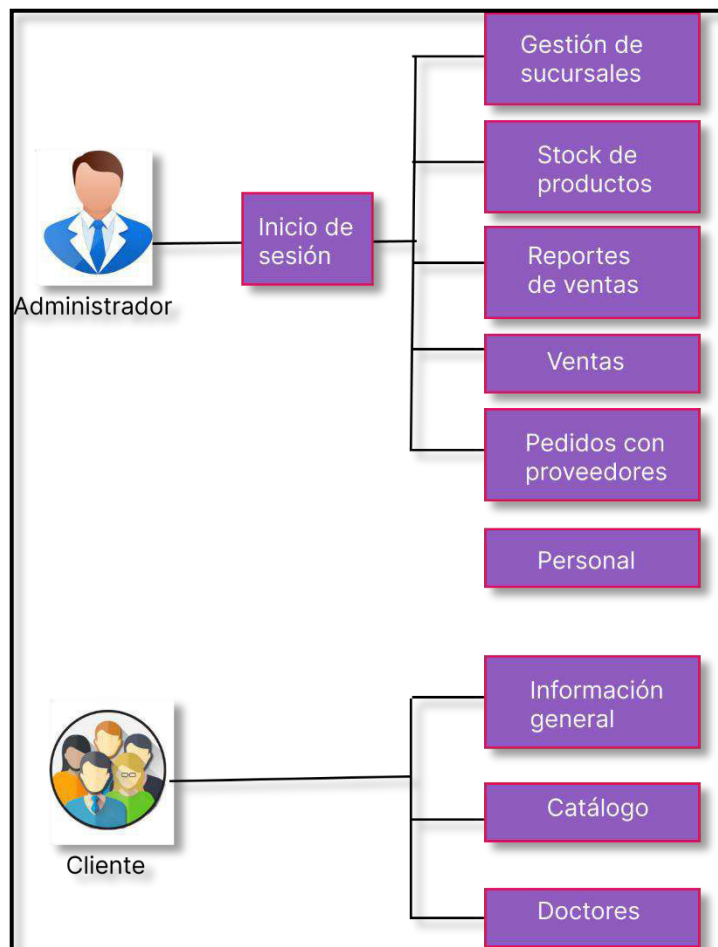 Gestión de
sucursales
Stock de
productos
Inicio de
sesión
Reportes
de ventas
Administrador
Ventas
Pedidos con
proveedores
Personal
Información
general
Catálogo
Cliente
Doctores